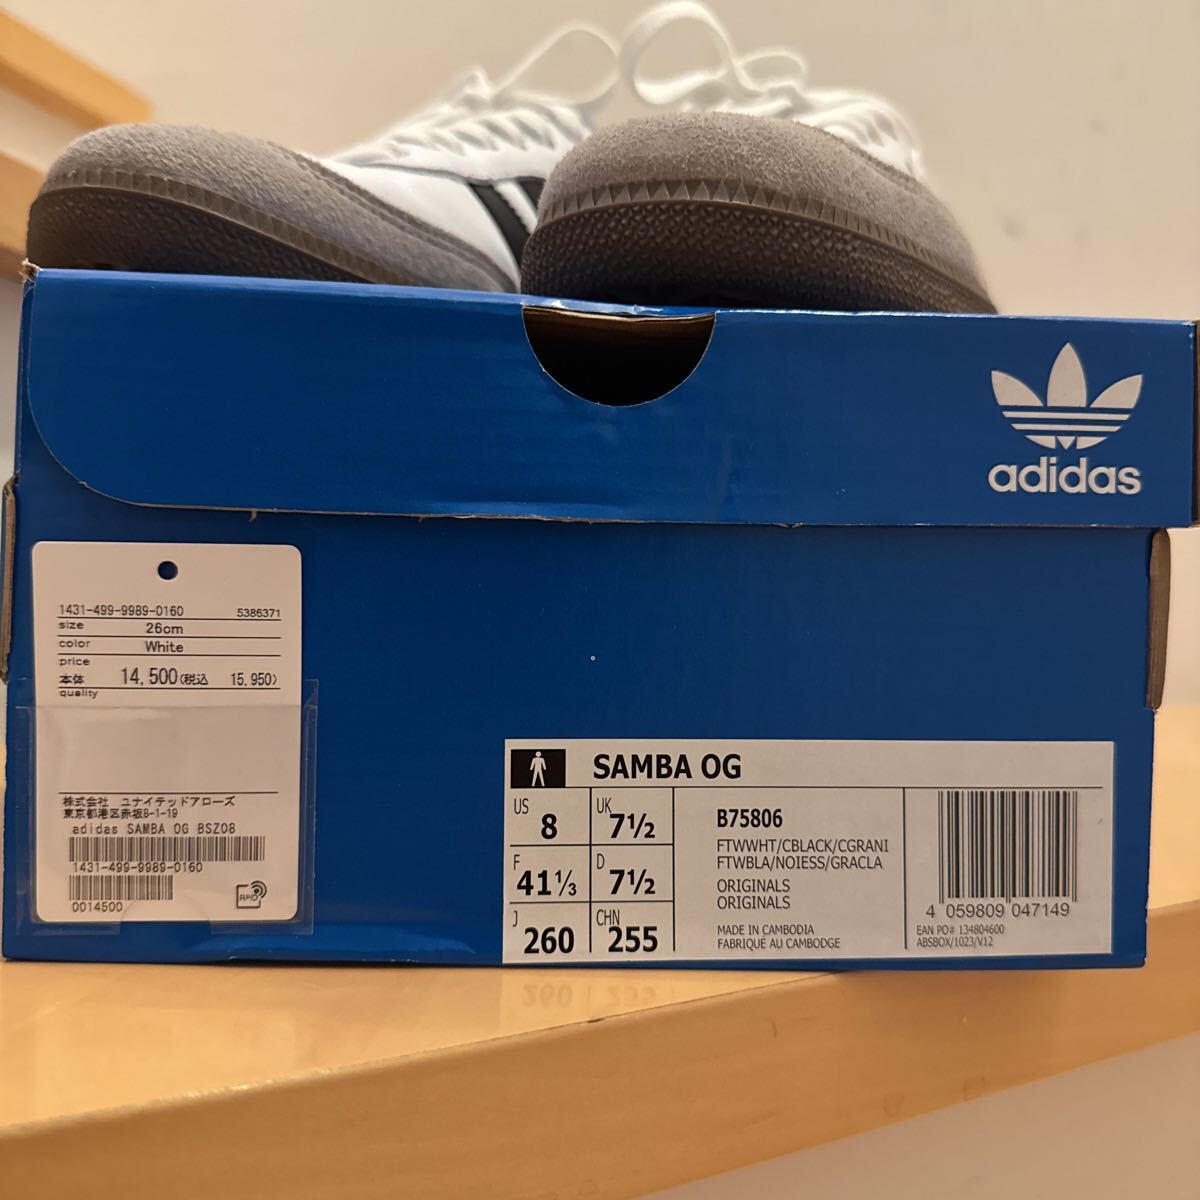 adidas
1431-499-9989-0160 5386371
size 26cm
color White
price
本体 14,500(税込 15,950)
quality
株式会社 ユナイテッドアローズ
東京都港区赤坂8-1-19
adidas SAMBA OG BSZ08
1431-499-9989-0160
0014500
RFID
SAMBA OG
US 8 UK 7½
F 41⅓ D 7½
J 260 CHN 255
B75806
FTWWHT/CBLACK/CGRANI
FTWBLA/NOIESS/GRACLA
ORIGINALS
ORIGINALS
MADE IN CAMBODIA
FABRIQUÉ AU CAMBODGE
4 059809 047149
EAN PO# 134804600
ABSBOX/1023/V12